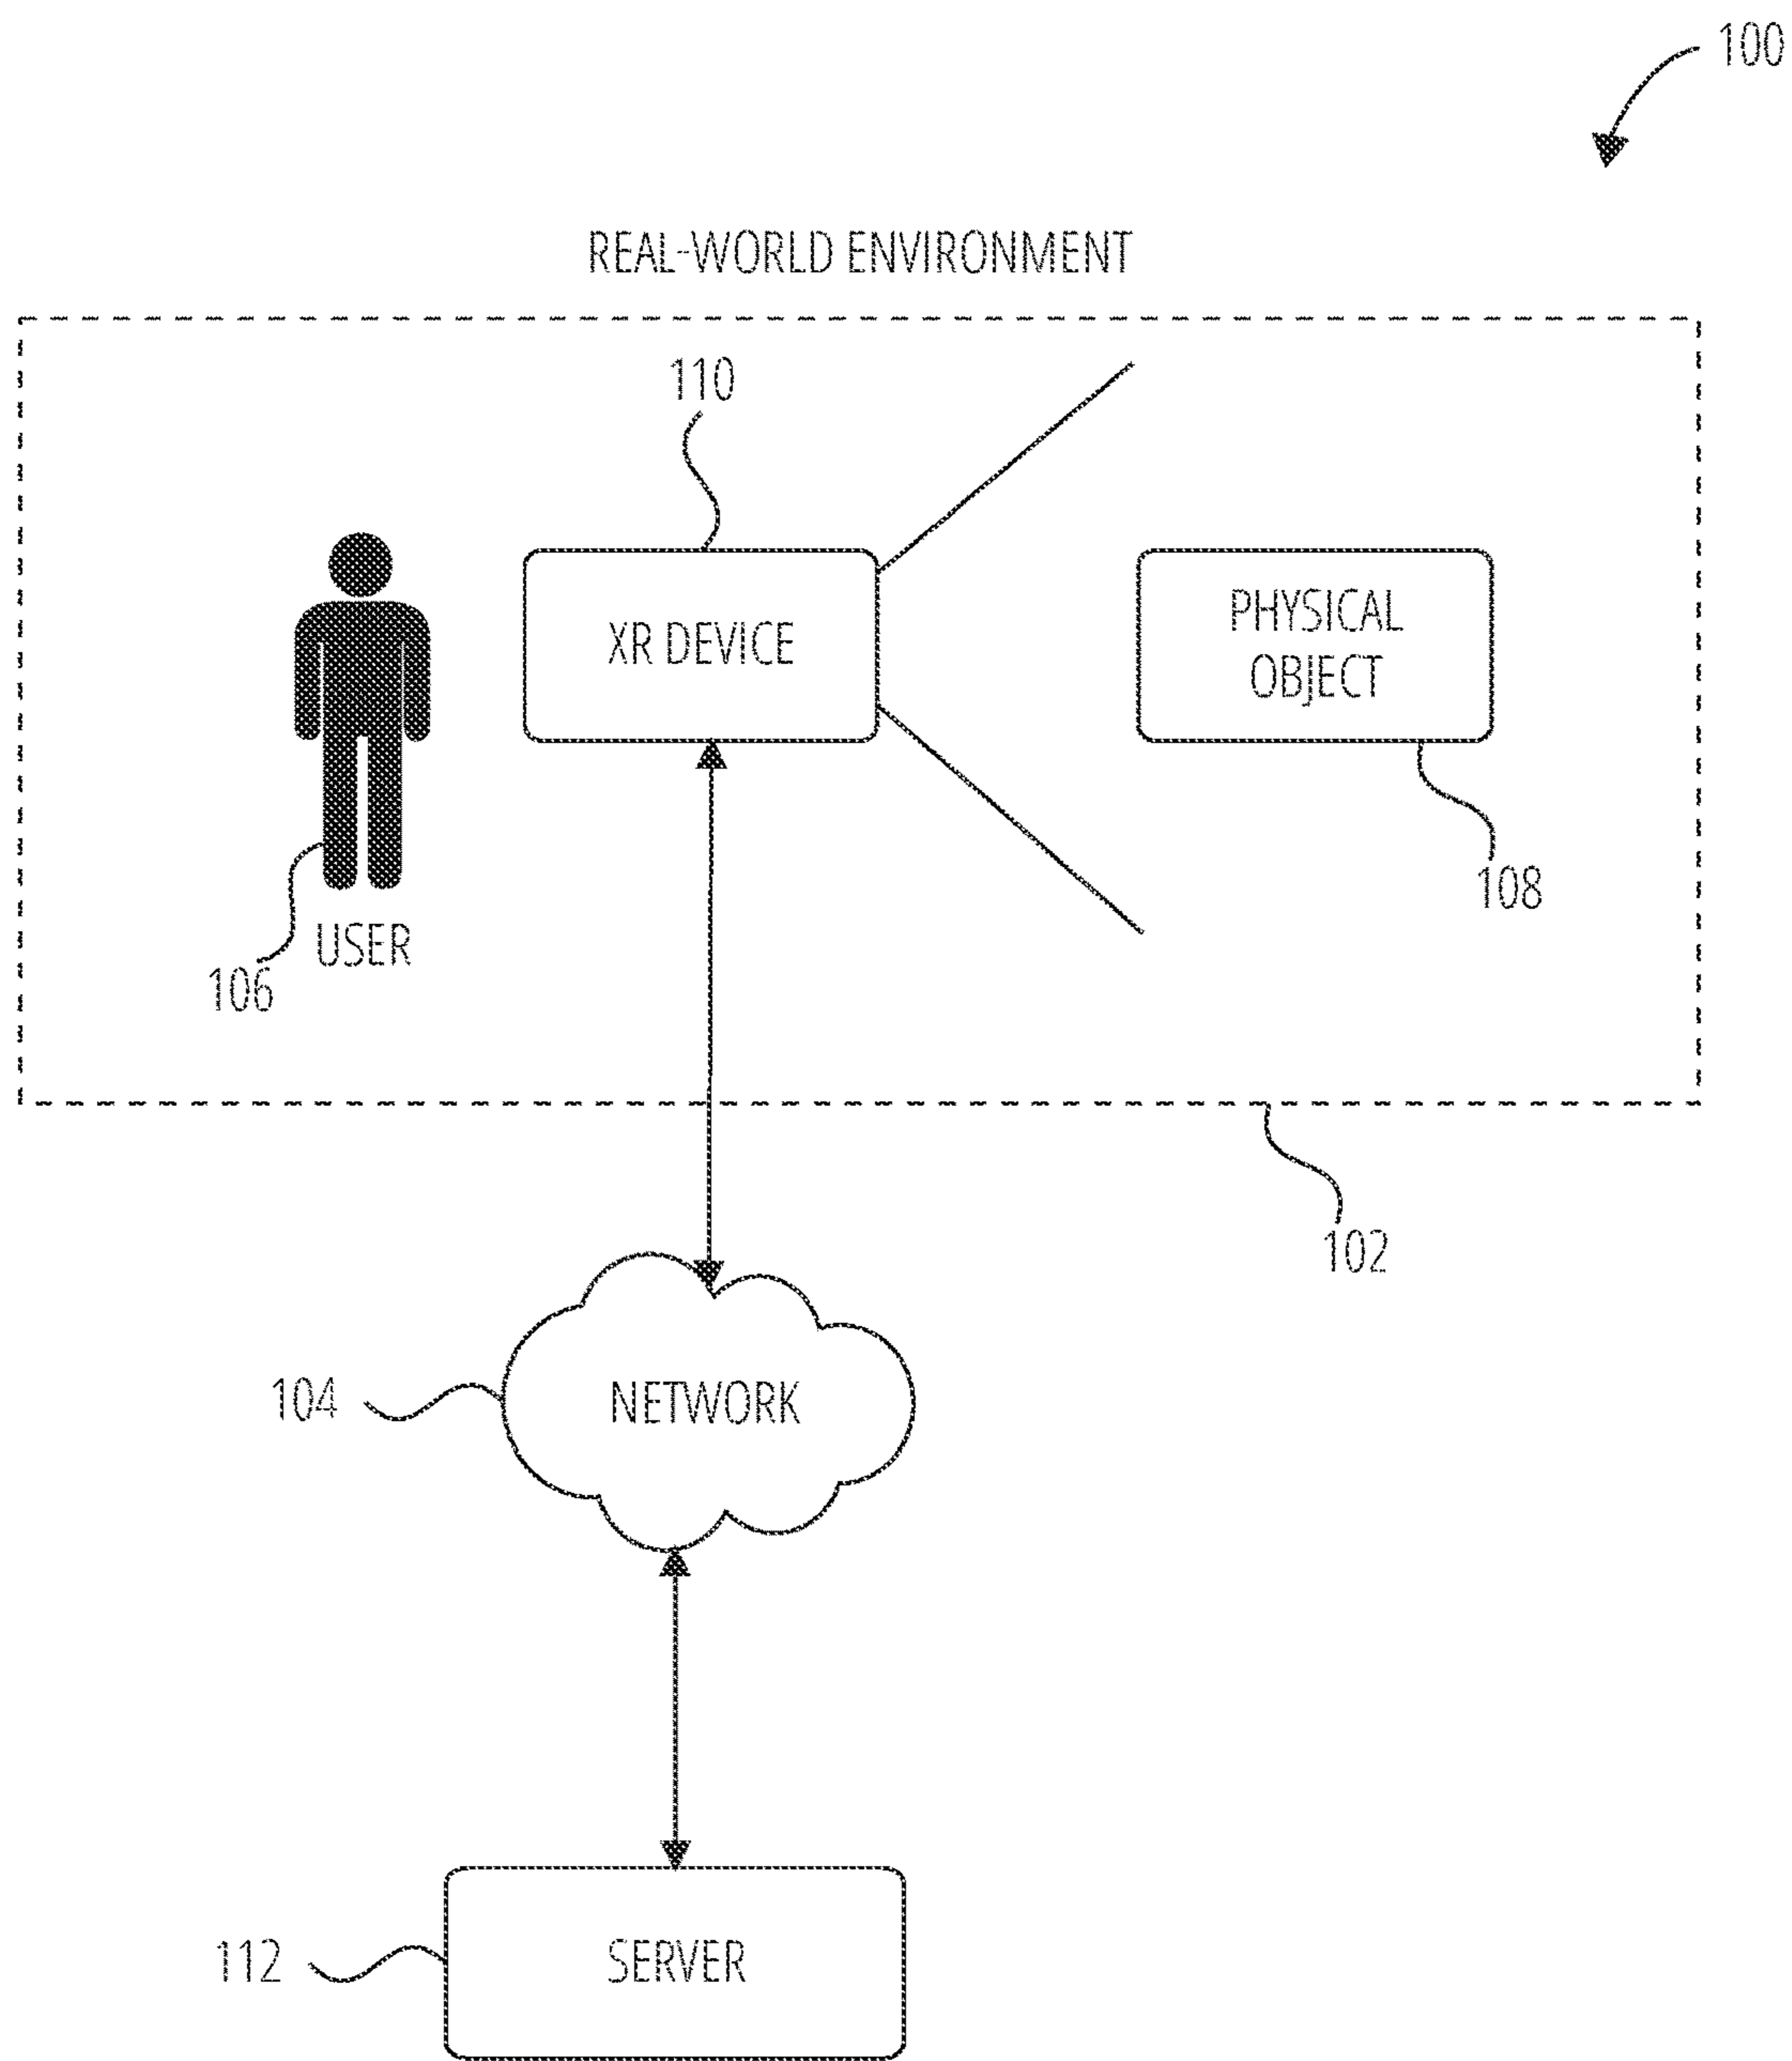 100
REAL-WORLD ENVIRONMENT
110
XR DEVICE
PHYSICAL
OBJECT
108
USER
106
102
104
NETWORK
112
SERVER